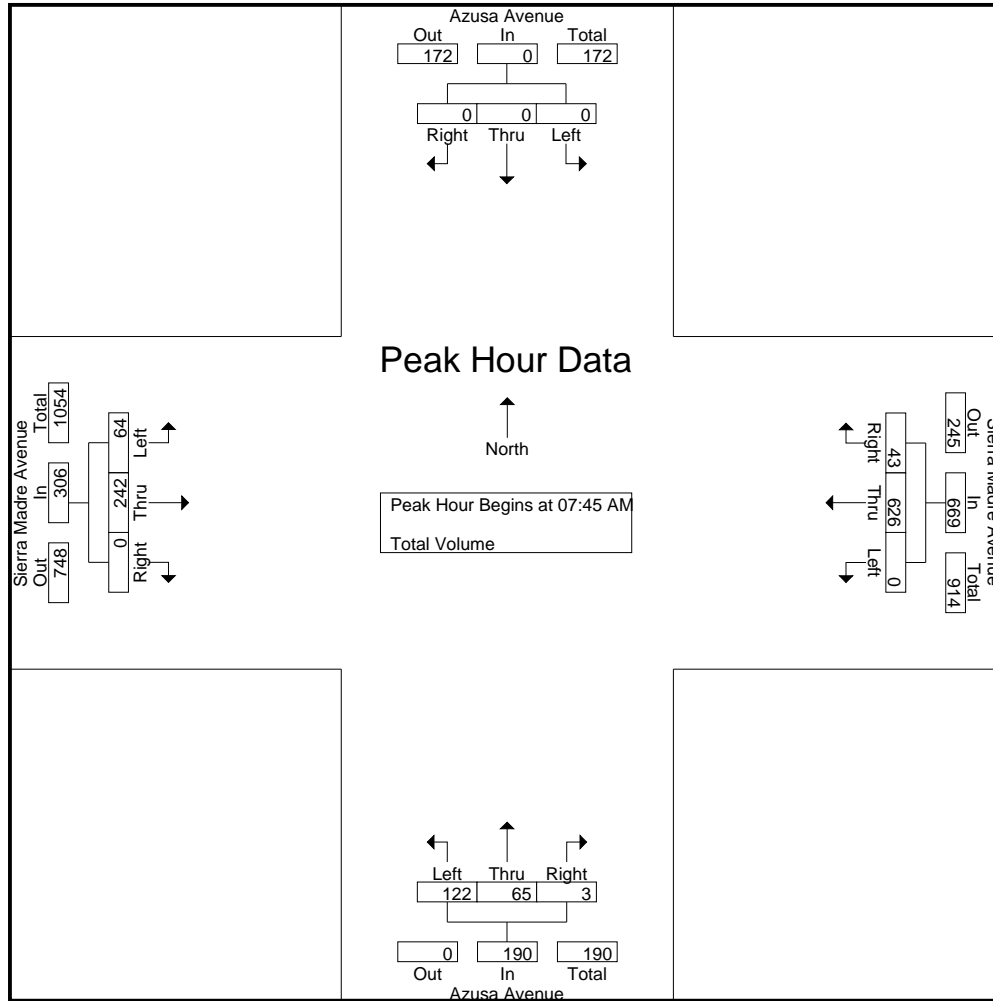 Azusa Avenue
Out In Total
172 0 172
0 0 0
Right Thru Left
Peak Hour Data
North
Peak Hour Begins at 07:45 AM
Total Volume
Sierra Madre Avenue
Out In Total
748 306 1054
0 242 64
Right Thru Left
Sierra Madre Avenue
Out In Total
245 669 914
43 626 0
Right Thru Left
Left Thru Right
122 65 3
0 190 190
Out In Total
Azusa Avenue